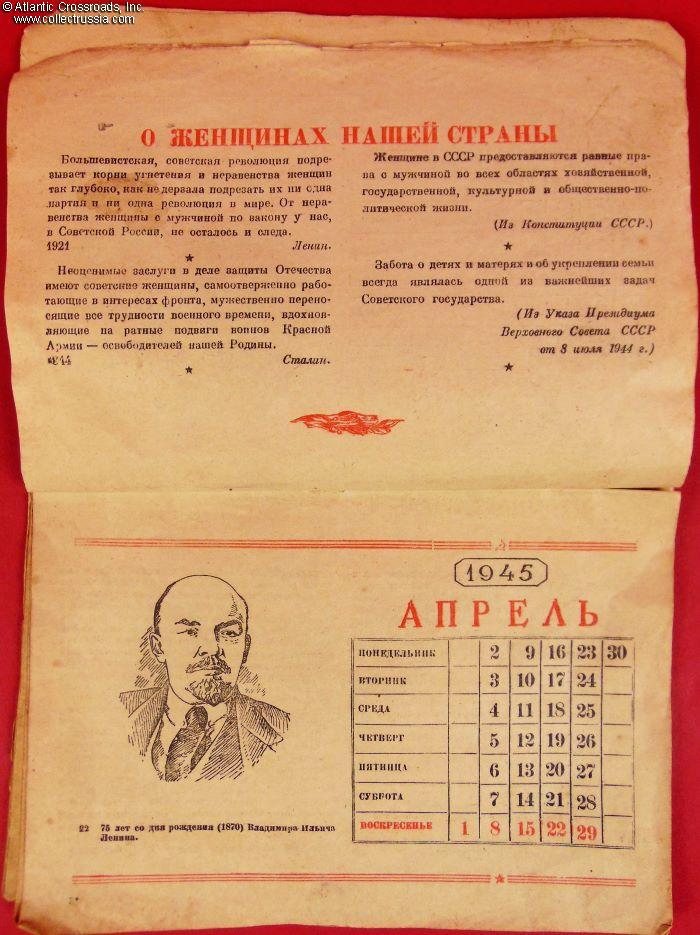 © Atlantic Crossroads, Inc.
www.collectrussia.com
О ЖЕНЩИНАХ НАШЕЙ СТРАНЫ
Большевистская, советская революция подре-
зывает корни угнетения и неравенства женщин
так глубоко, как не дерзала подрезать их ни одна
партия и ни одна революция в мире. От нера-
венства женщины с мужчиной по закону у нас,
в Советской России, не осталось и следа.
1921 Ленин.
Неоценимые заслуги в деле защиты Отечества
имеют советские женщины, самоотверженно рабо-
тающие в интересах фронта, мужественно перено-
сящие все трудности военного времени, вдохнов-
ляющие на ратные подвиги воинов Красной
Армии — освободителей нашей Родины.
1944 Сталин.
Женщине в СССР предоставляются равные пра-
ва с мужчиной во всех областях хозяйственной,
государственной, культурной и общественно-по-
литической жизни.
(Из Конституции СССР.)
Забота о детях и матерях и об укреплении семьи
всегда являлась одной из важнейших задач
Советского государства.
(Из Указа Президиума
Верховного Совета СССР
от 8 июля 1944 г.)
1945
АПРЕЛЬ
ПОНЕДЕЛЬНИК 2 9 16 23 30
ВТОРНИК 3 10 17 24
СРЕДА 4 11 18 25
ЧЕТВЕРГ 5 12 19 26
ПЯТНИЦА 6 13 20 27
СУББОТА 7 14 21 28
ВОСКРЕСЕНЬЕ 1 8 15 22 29
22 75 лет со дня рождения (1870) Владимира Ильича
Ленина.